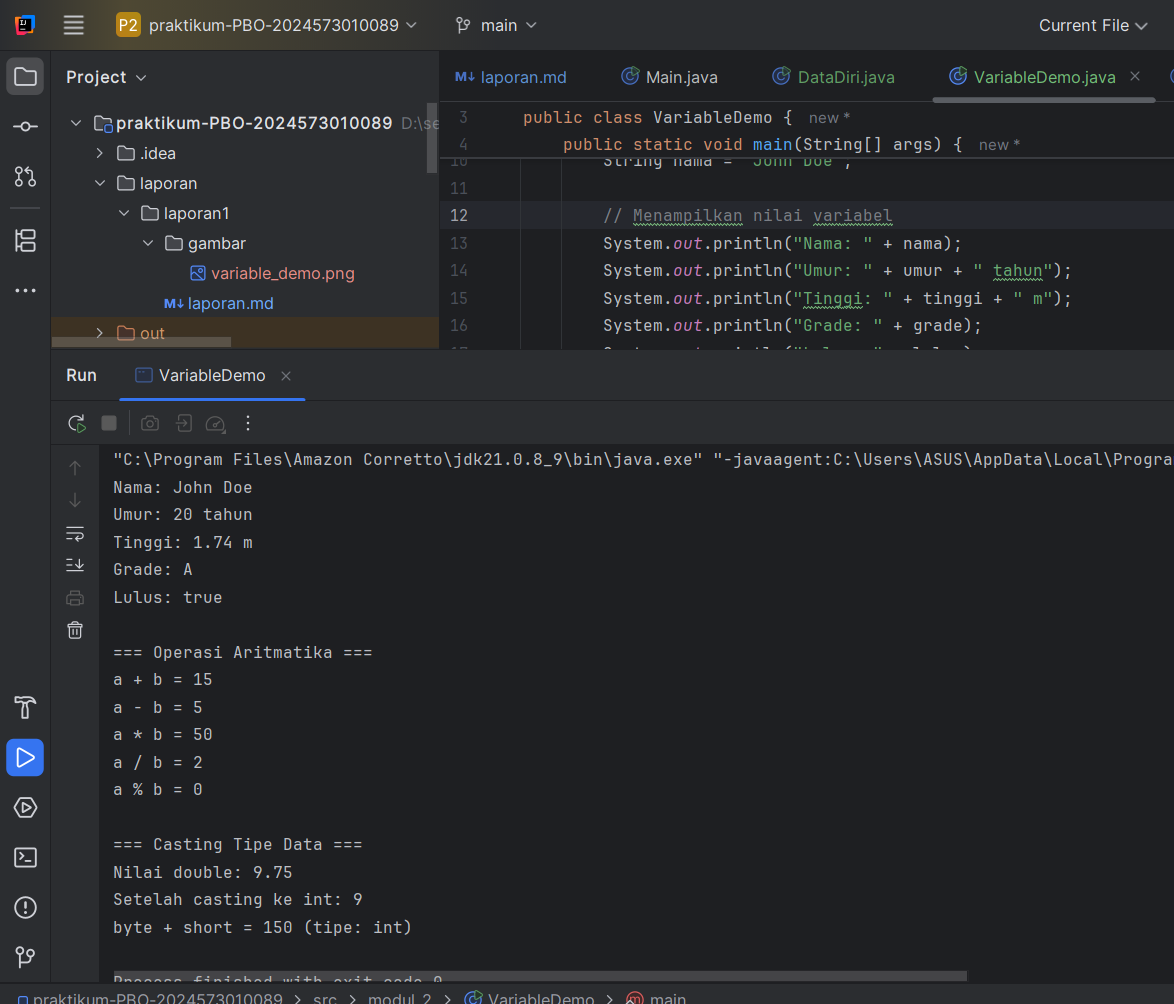 P2 praktikum-PBO-2024573010089 main Current File
Project
praktikum-PBO-2024573010089 D:\se
.idea
laporan
laporan1
gambar
variable_demo.png
M↓ laporan.md
out
M↓ laporan.md Main.java DataDiri.java VariableDemo.java
3 public class VariableDemo { new *
4 public static void main(String[] args) { new *
10 String nama = "John Doe";
11
12 // Menampilkan nilai variabel
13 System.out.println("Nama: " + nama);
14 System.out.println("Umur: " + umur + " tahun");
15 System.out.println("Tinggi: " + tinggi + " m");
16 System.out.println("Grade: " + grade);
Run VariableDemo
"C:\Program Files\Amazon Corretto\jdk21.0.8_9\bin\java.exe" "-javaagent:C:\Users\ASUS\AppData\Local\Progra
Nama: John Doe
Umur: 20 tahun
Tinggi: 1.74 m
Grade: A
Lulus: true
=== Operasi Aritmatika ===
a + b = 15
a - b = 5
a * b = 50
a / b = 2
a % b = 0
=== Casting Tipe Data ===
Nilai double: 9.75
Setelah casting ke int: 9
byte + short = 150 (tipe: int)
Process finished with exit code 0
praktikum-PBO-2024573010089 > src > modul_2 > VariableDemo > main